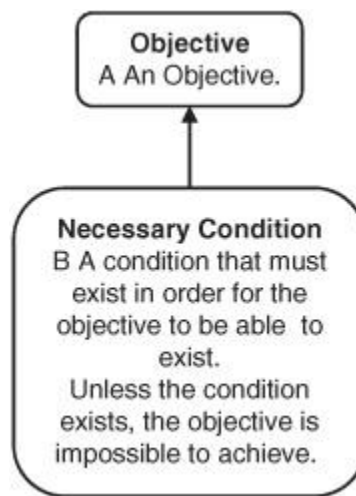 Objective
A An Objective.
Necessary Condition
B A condition that must
exist in order for the
objective to be able to
exist.
Unless the condition
exists, the objective is
impossible to achieve.